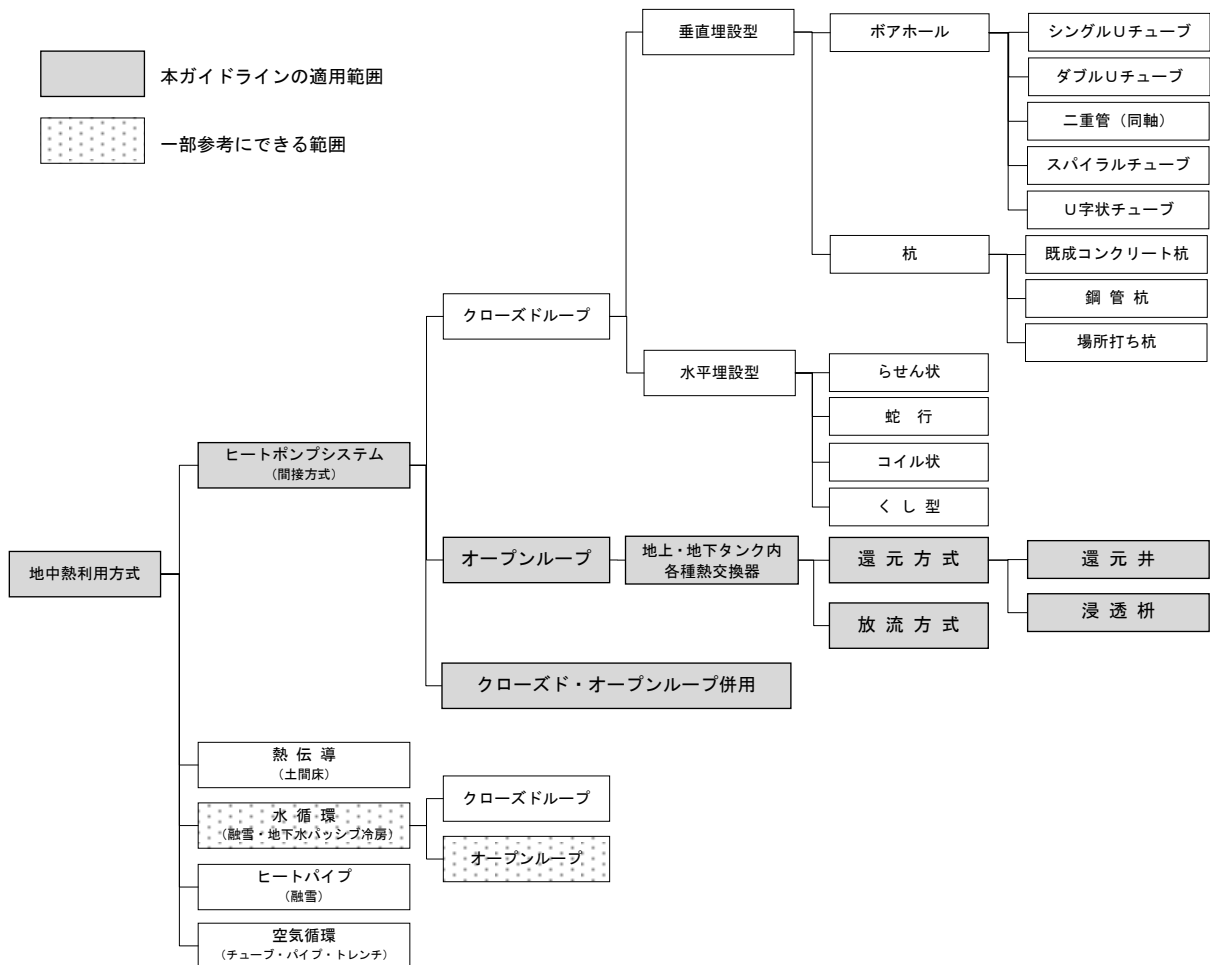 本ガイドラインの適用範囲
一部参考にできる範囲
地中熱利用方式
ヒートポンプシステム
(間接方式)
クローズドループ
垂直埋設型
ボアホール
シングルUチューブ
ダブルUチューブ
二重管(同軸)
スパイラルチューブ
U字状チューブ
杭
既成コンクリート杭
鋼 管 杭
場所打ち杭
水平埋設型
らせん状
蛇 行
コイル状
く し 型
オープンループ
地上・地下タンク内
各種熱交換器
還 元 方 式
還 元 井
浸 透 枡
放 流 方 式
クローズド・オープンループ併用
熱 伝 導
(土間床)
水 循 環
(融雪・地下水パッシブ冷房)
クローズドループ
オープンループ
ヒートパイプ
(融雪)
空気循環
(チューブ・パイプ・トレンチ)